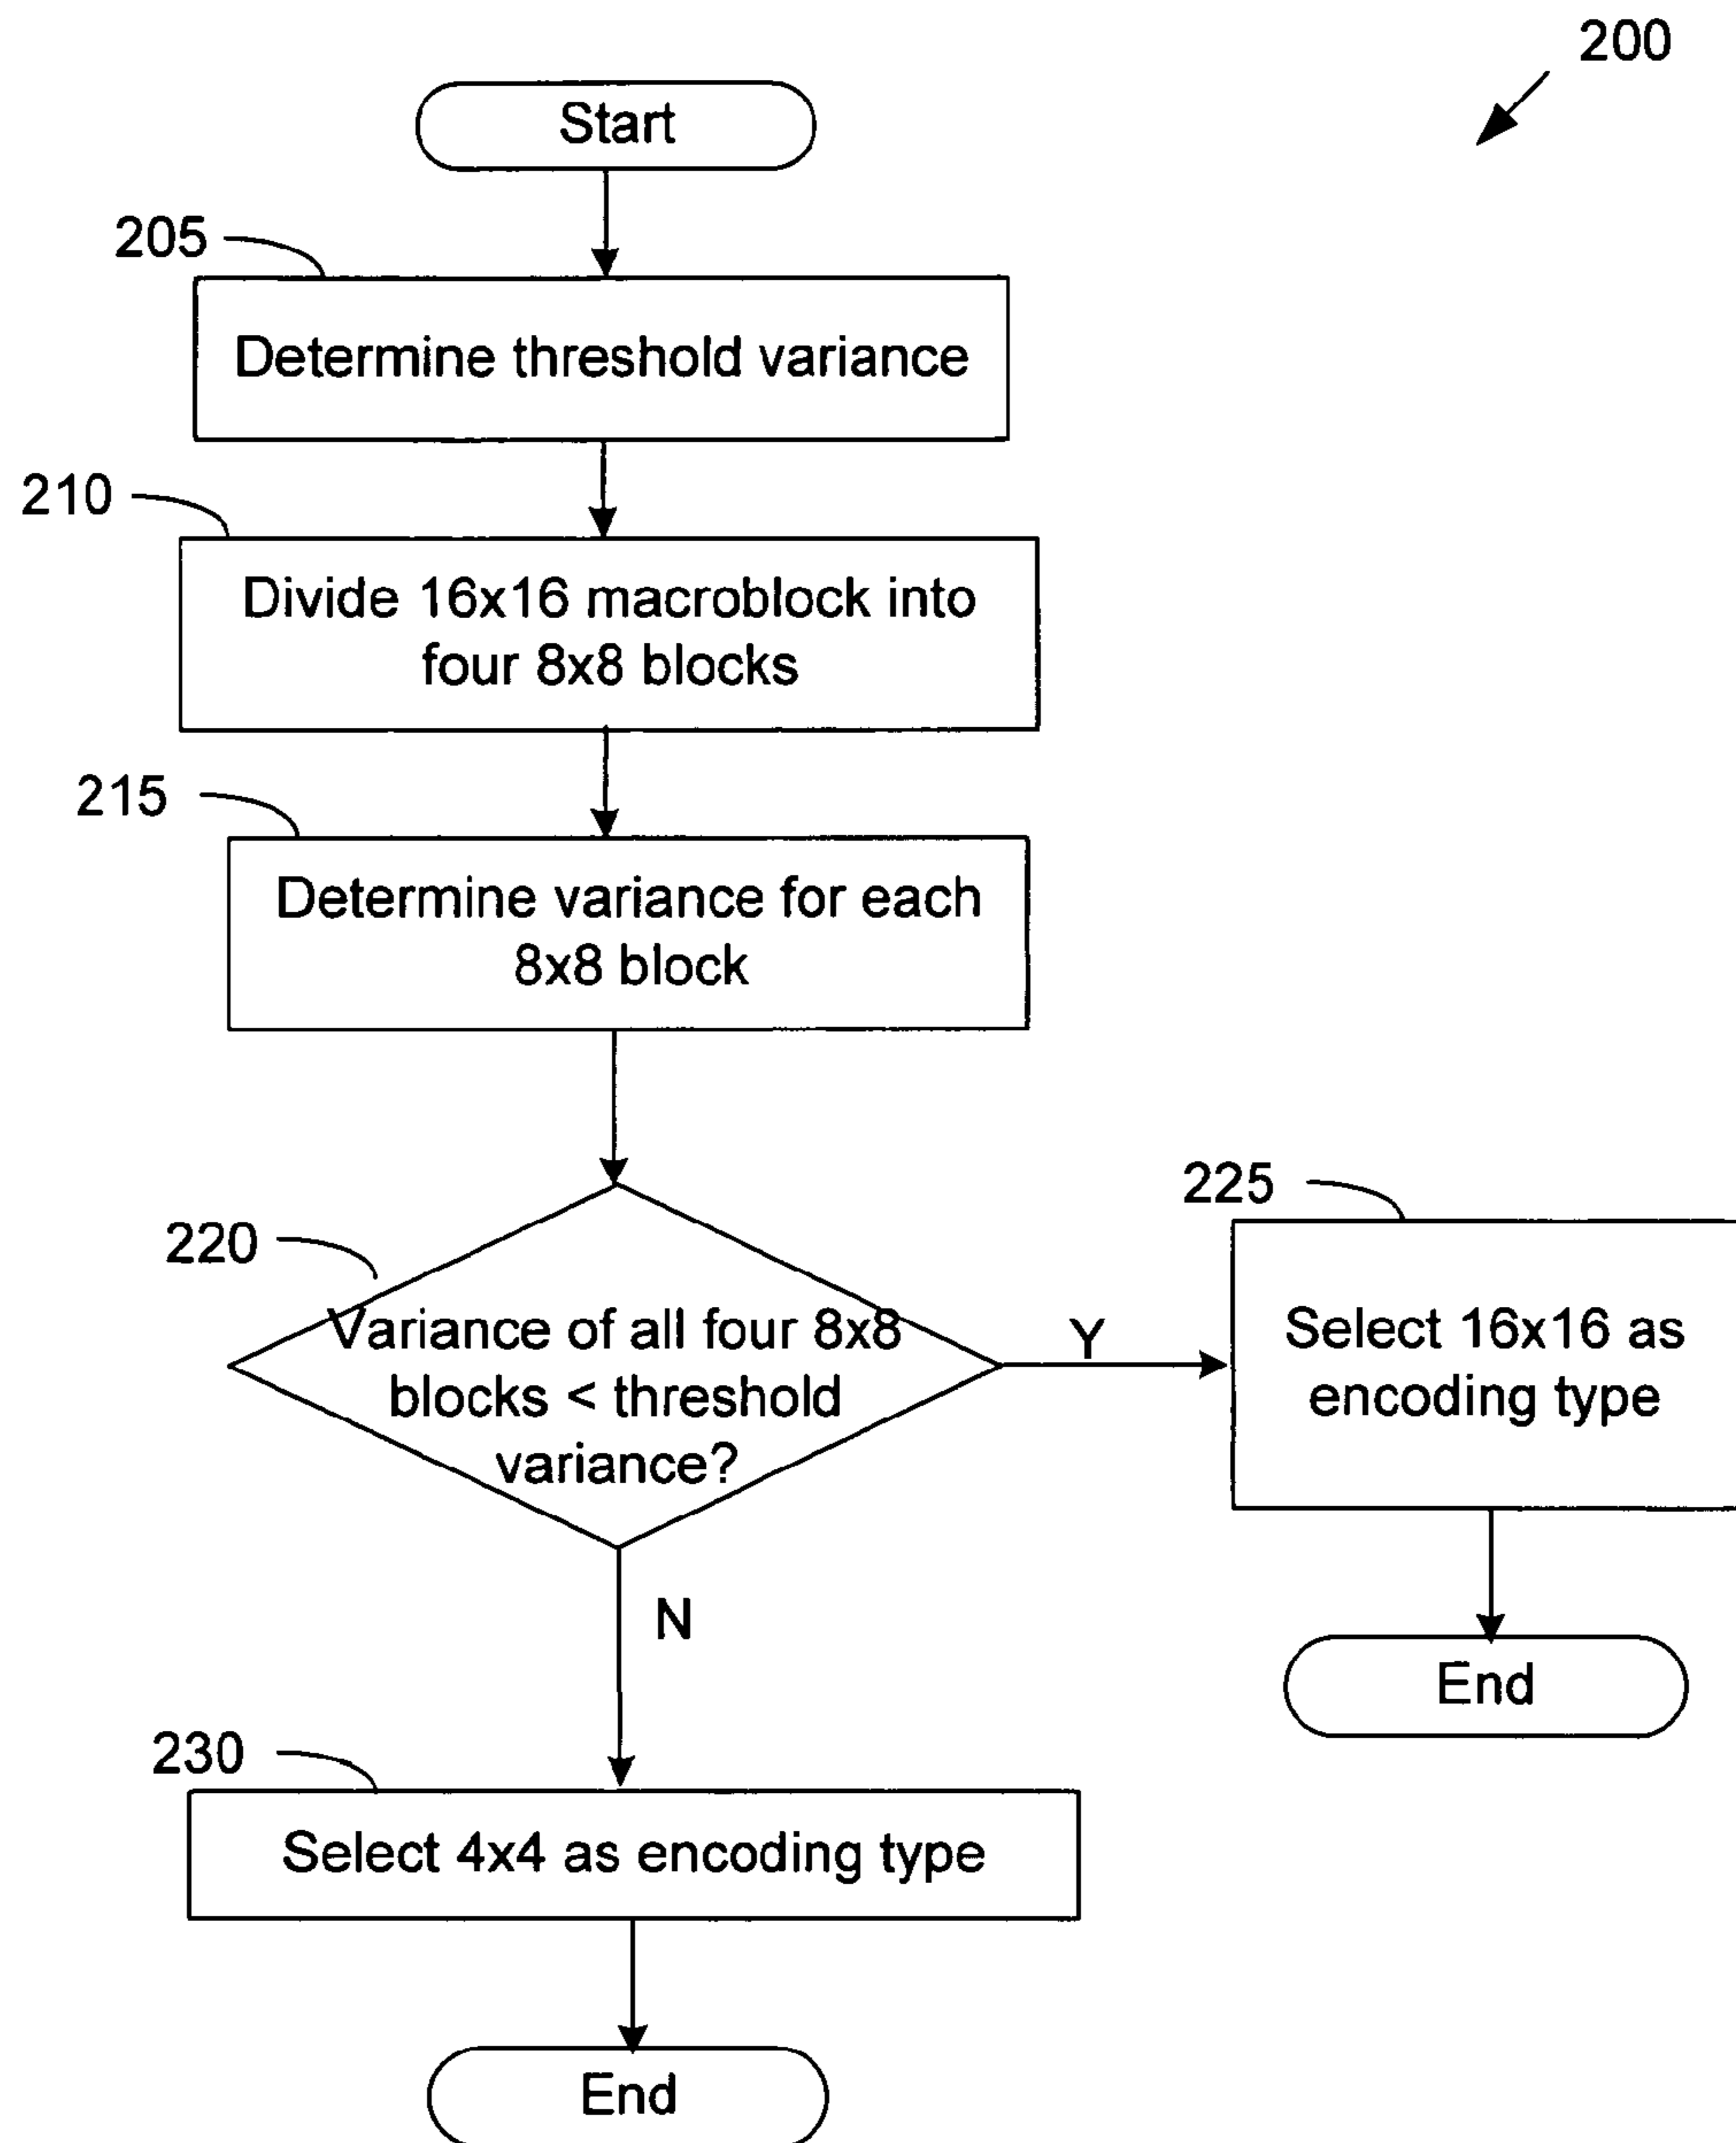 200
Start
205
Determine threshold variance
210
Divide 16x16 macroblock into
four 8x8 blocks
215
Determine variance for each
8x8 block
220
Variance of all four 8x8
blocks < threshold
variance?
Y
225
Select 16x16 as
encoding type
N
End
230
Select 4x4 as encoding type
End